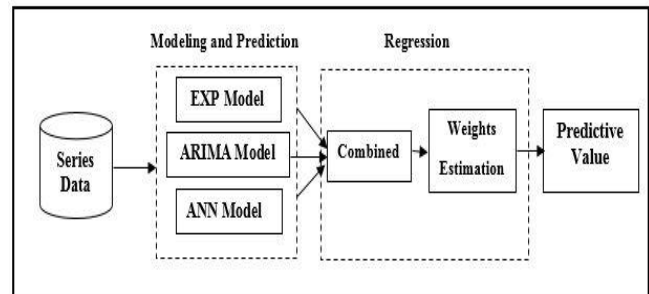 Modeling and Prediction
Regression
Series
Data
EXP Model
ARIMA Model
ANN Model
Combined
Weights
Estimation
Predictive
Value